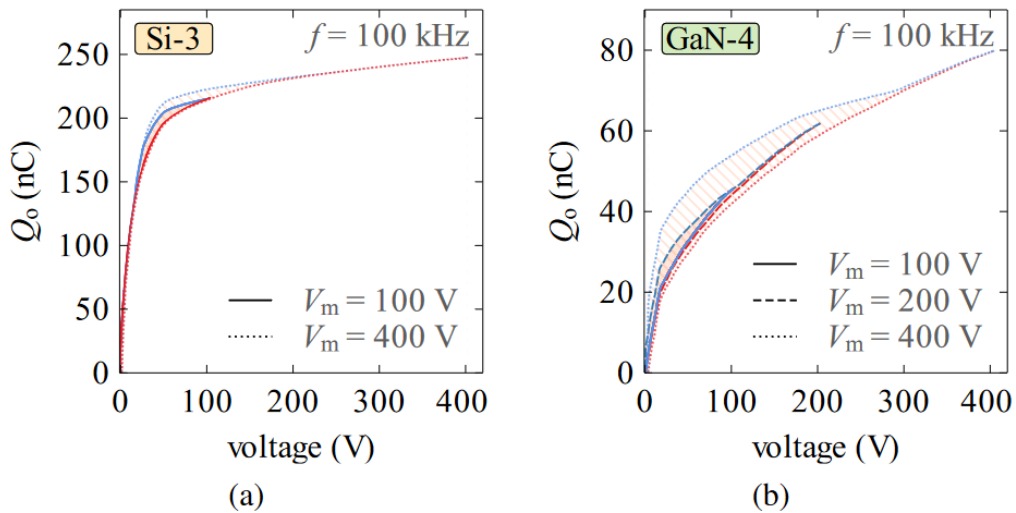 Si-3
f = 100 kHz
250
200
150
100
50
0
Qo (nC)
Vm = 100 V
Vm = 400 V
0 100 200 300 400
voltage (V)
(a)
GaN-4
f = 100 kHz
80
60
40
20
0
Qo (nC)
Vm = 100 V
Vm = 200 V
Vm = 400 V
0 100 200 300 400
voltage (V)
(b)